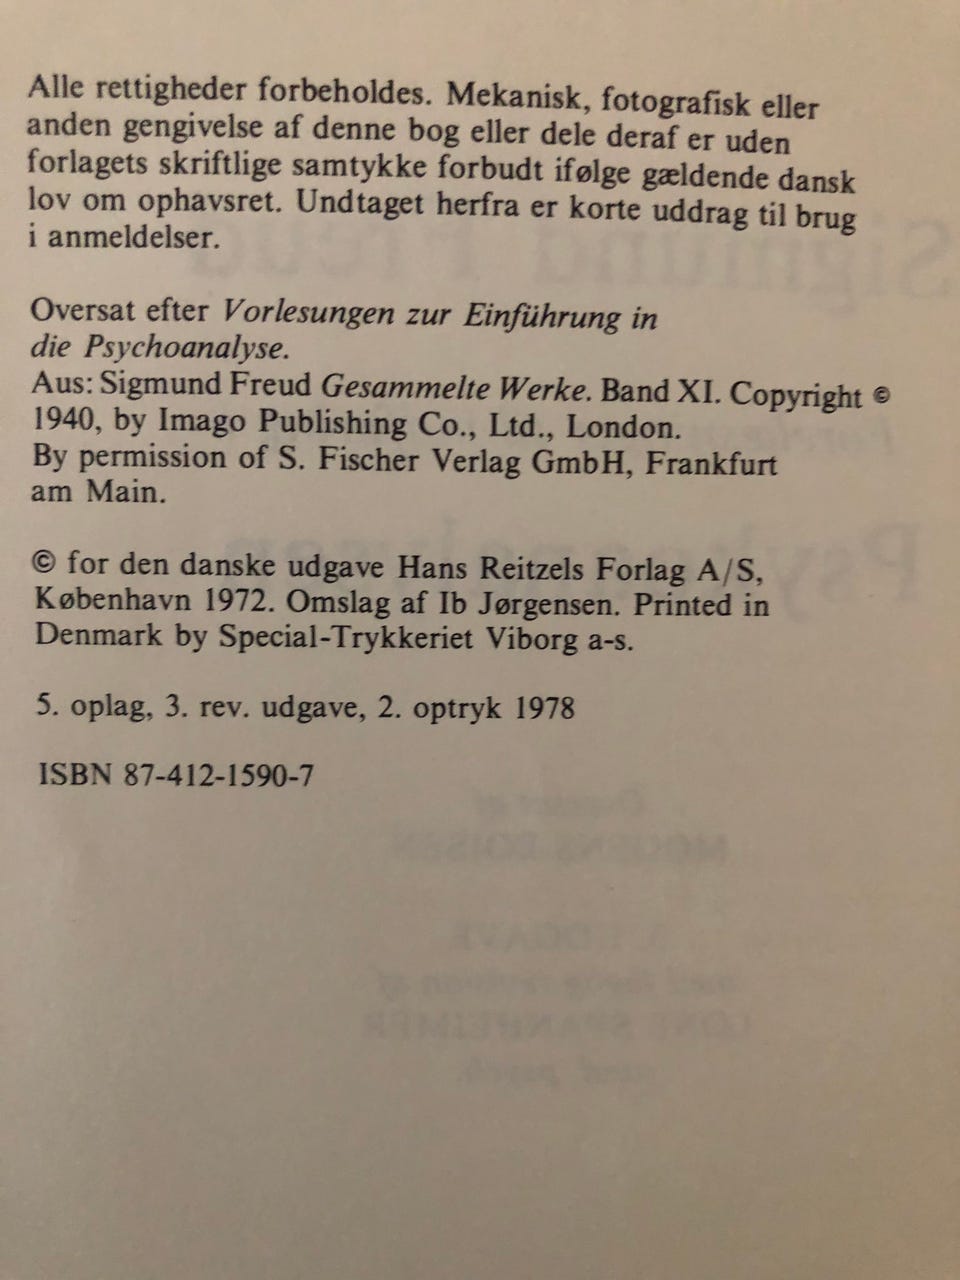 Alle rettigheder forbeholdes. Mekanisk, fotografisk eller
anden gengivelse af denne bog eller dele deraf er uden
forlagets skriftlige samtykke forbudt ifølge gældende dansk
lov om ophavsret. Undtaget herfra er korte uddrag til brug
i anmeldelser.
Oversat efter Vorlesungen zur Einführung in
die Psychoanalyse.
Aus: Sigmund Freud Gesammelte Werke. Band XI. Copyright ©
1940, by Imago Publishing Co., Ltd., London.
By permission of S. Fischer Verlag GmbH, Frankfurt
am Main.
© for den danske udgave Hans Reitzels Forlag A/S,
København 1972. Omslag af Ib Jørgensen. Printed in
Denmark by Special-Trykkeriet Viborg a-s.
5. oplag, 3. rev. udgave, 2. optryk 1978
ISBN 87-412-1590-7